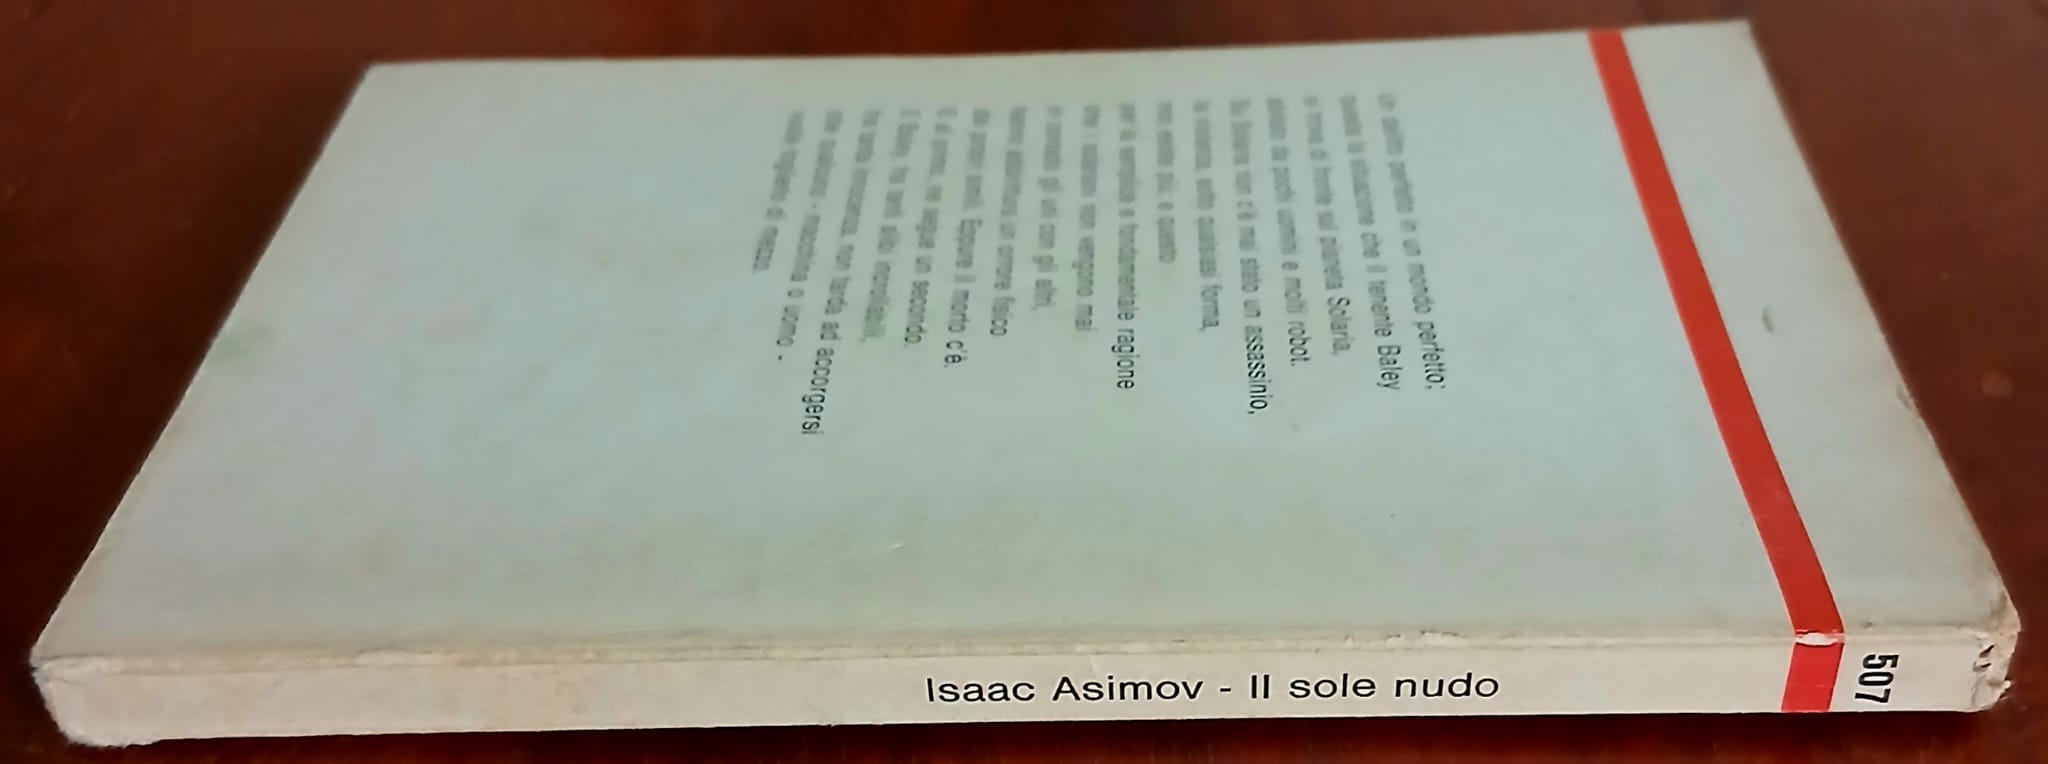 Un delitto perfetto in un mondo perfetto;
questa la situazione che il tenente Baley
si trova di fronte sul pianeta Solaria,
abitato da pochi uomini e molti robot.
Su Solaria non c'è mai stato un assassinio,
la violenza, sotto qualsiasi forma,
non esiste più, e questo
per la semplice e fondamentale ragione
che i solariani non vengono mai
in contatto gli uni con gli altri,
hanno addirittura un orrore fisico
dei propri simili. Eppure il morto c'è.
E al primo, ne segue un secondo.
E Baley, fra tanti alibi incrollabili,
fra tanta innocenza, non tarda ad accorgersi
che qualcuno - macchina o uomo -
vuole toglierlo di mezzo.
Isaac Asimov - Il sole nudo
507